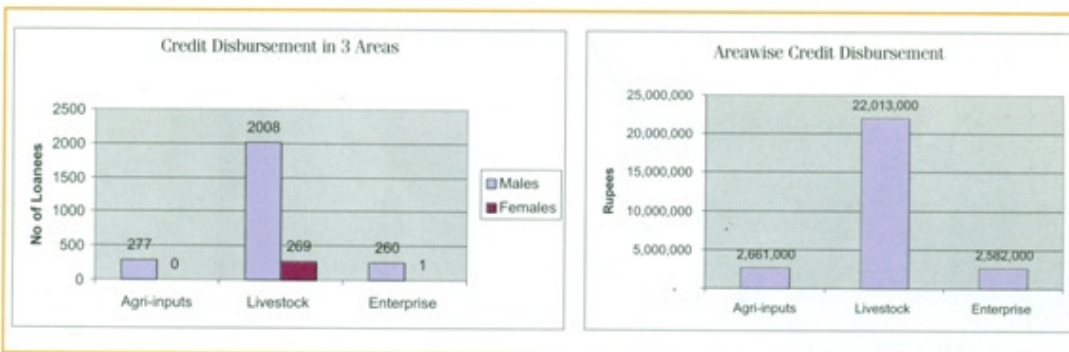 Credit Disbursement in 3 Areas
No of Loanees
2500
2000
1500
1000
500
0
277
0
2008
269
260
1
Agri-inputs
Livestock
Enterprise
Males
Females
Areawise Credit Disbursement
Rupees
25,000,000
20,000,000
15,000,000
10,000,000
5,000,000
-
2,661,000
22,013,000
2,582,000
Agri-inputs
Livestock
Enterprise